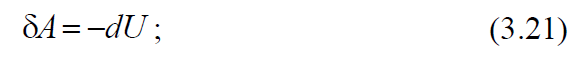 δA = –dU ; (3.21)